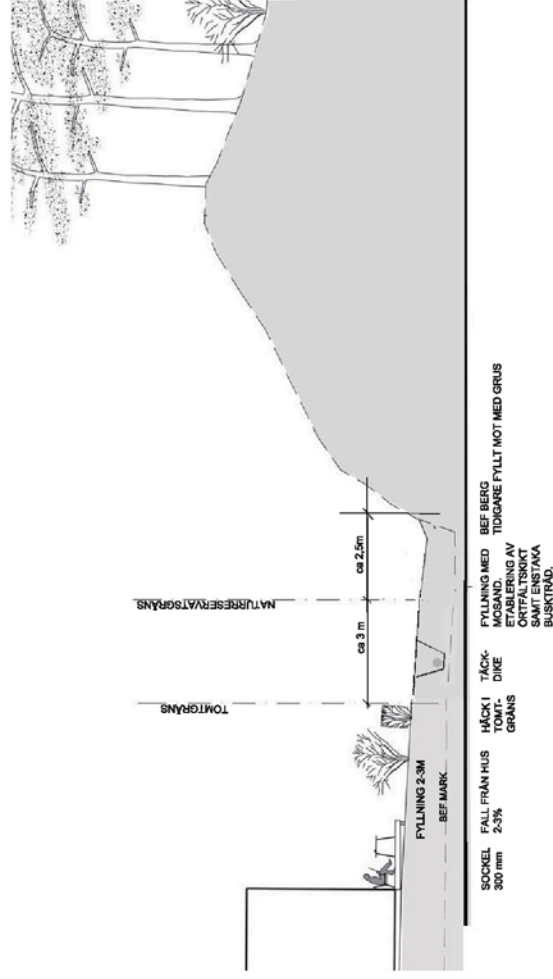 NATURRESERVATSGRÄNS
TOMTGRÄNS
ca 2,5m
ca 3 m
FYLLNING 2-3M
BEF MARK
SOCKEL
300 mm
FALL FRÅN HUS
2-3%
HÄCK I
TOMT-
GRÄNS
TÄCK-
DIKE
FYLLNING MED
MOSAND.
ETABLERING AV
ÖRTFÄLTSKIKT
SAMT ENSTAKA
BUSKTRÄD.
BEF BERG
TIDIGARE FYLLT MOT MED GRUS